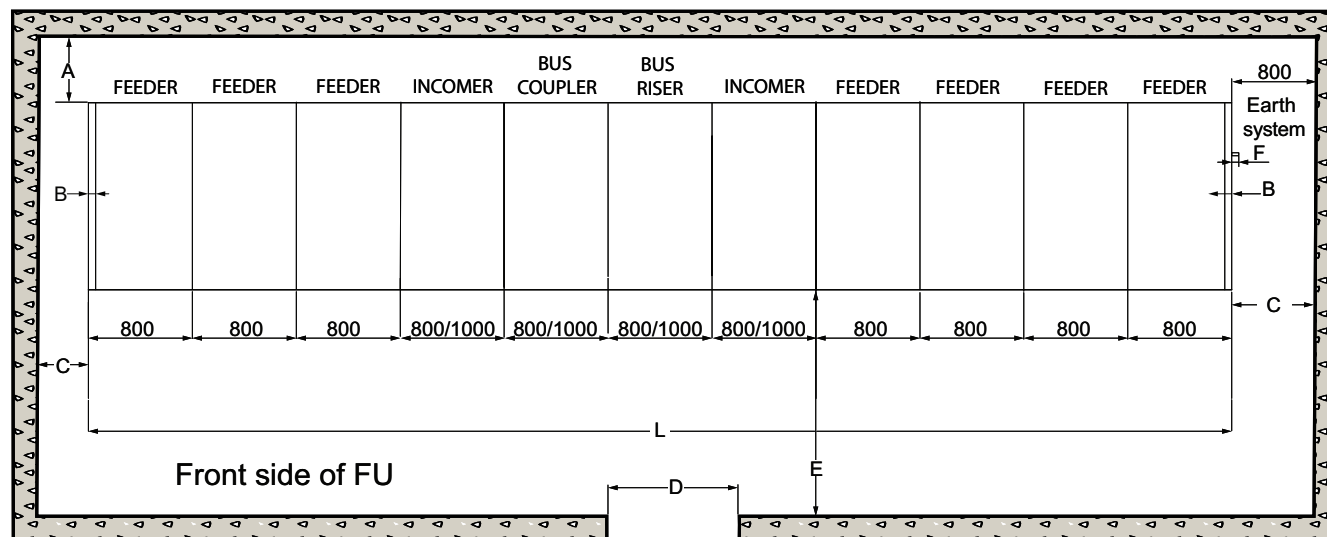 A
FEEDER
FEEDER
FEEDER
INCOMER
BUS
COUPLER
BUS
RISER
INCOMER
FEEDER
FEEDER
FEEDER
FEEDER
800
Earth
system
F
B
B
C
800
800
800
800/1000
800/1000
800/1000
800/1000
800
800
800
800
C
L
E
Front side of FU
D